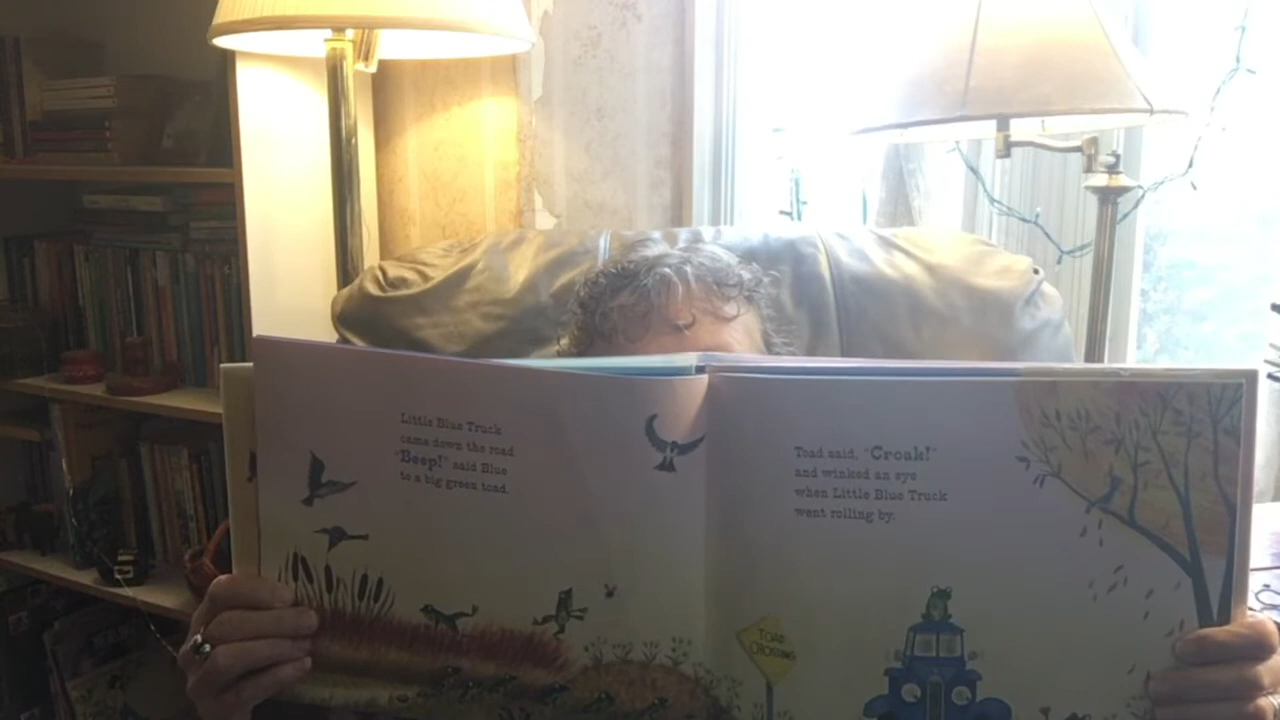 Little Blue Truck
came down the road.
"Beep!" said Blue
to a big green toad.
Toad said, "Croak!"
and winked an eye
when Little Blue Truck
went rolling by.
TOAD
CROSSING